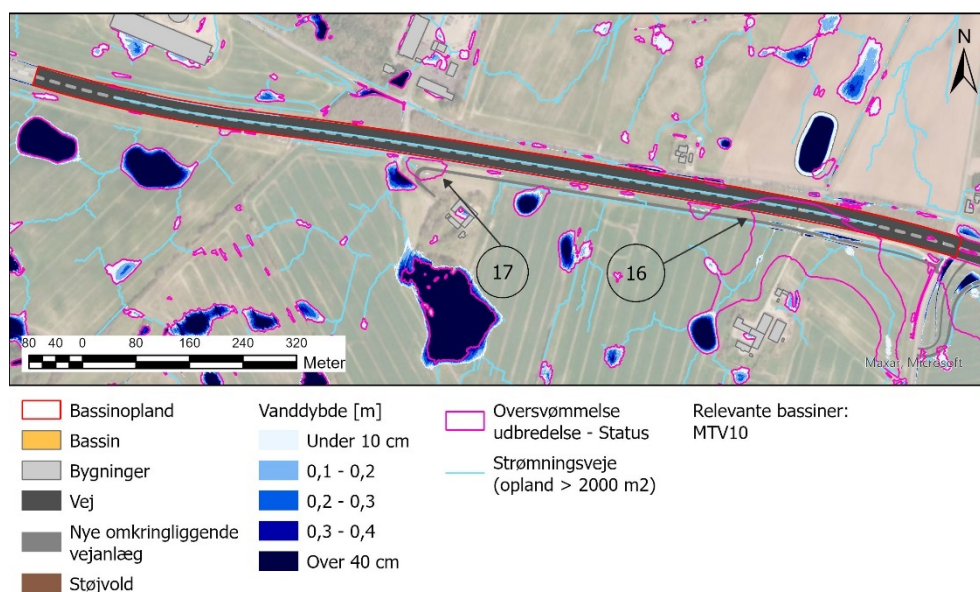 N
17
16
80 40 0 80 160 240 320
Meter
Maxar, Microsoft
Bassinopland
Bassin
Bygninger
Vej
Nye omkringliggende
vejanlæg
Støjvold
Vanddybde [m]
Under 10 cm
0,1 - 0,2
0,2 - 0,3
0,3 - 0,4
Over 40 cm
Oversvømmelse
udbredelse - Status
Strømningsveje
(opland > 2000 m2)
Relevante bassiner:
MTV10